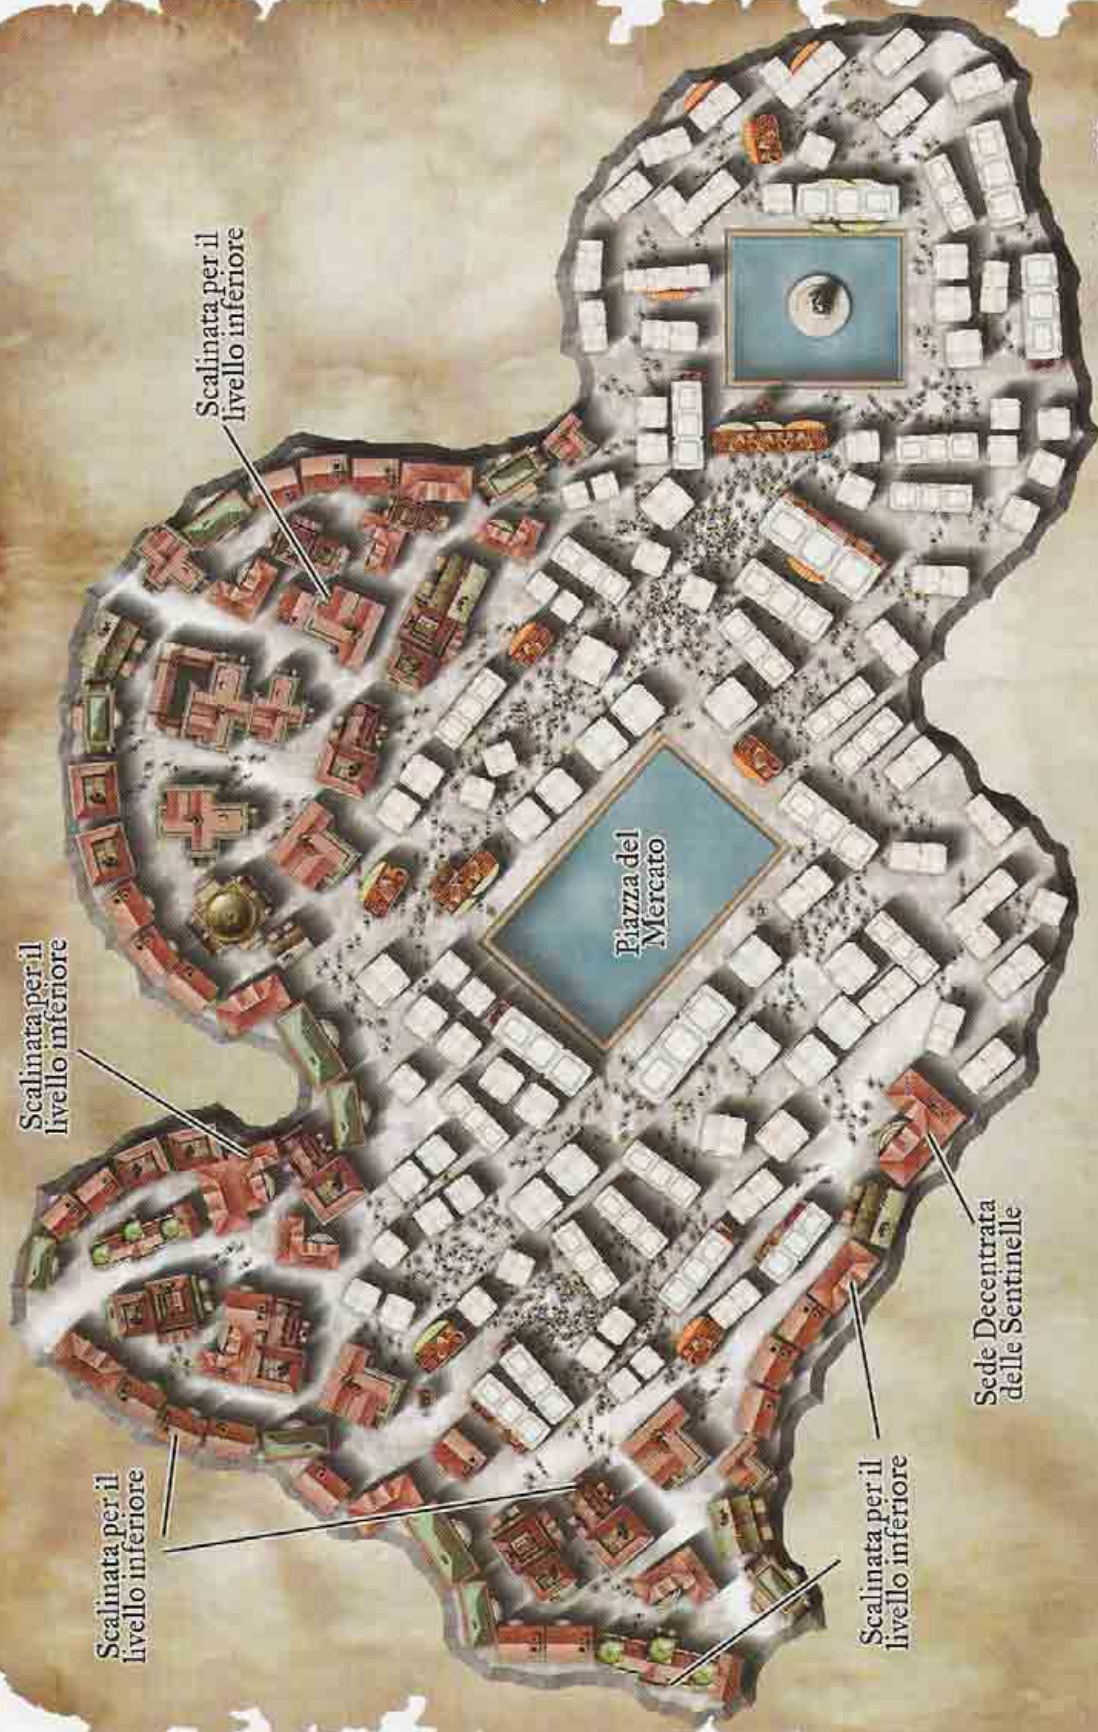 Scalinata per il
livello inferiore
Scalinata per il
livello inferiore
Scalinata per il
livello inferiore
Piazza del
Mercato
Sede Decentrata
delle Sentinelle
Scalinata per il
livello inferiore